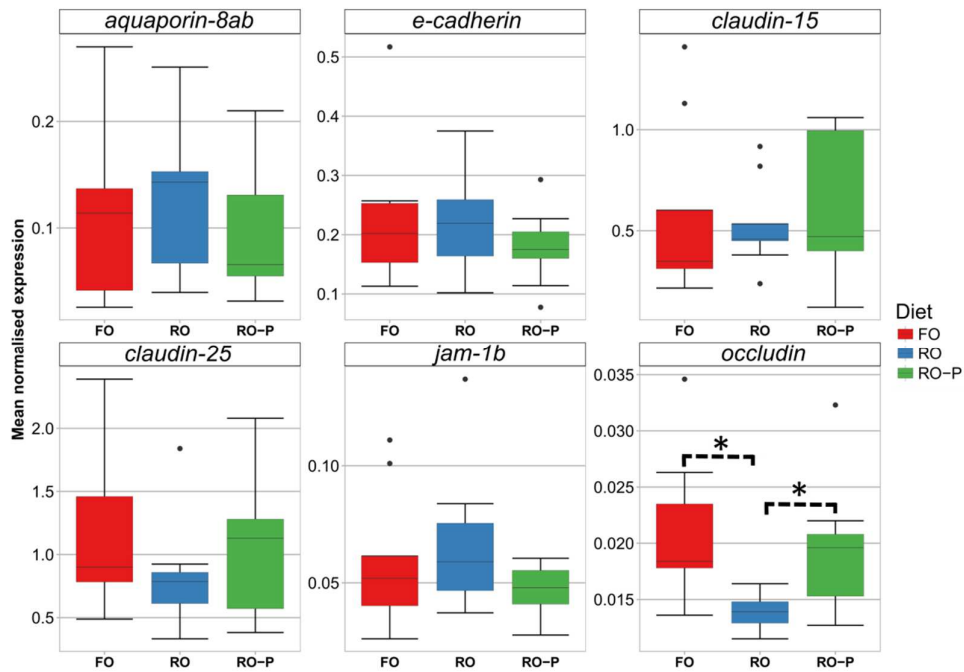 aquaporin-8ab
e-cadherin
claudin-15
0.2
0.1
FO RO RO-P
0.5
0.4
0.3
0.2
0.1
FO RO RO-P
1.0
0.5
FO RO RO-P
Mean normalised expression
claudin-25
jam-1b
occludin
2.0
1.5
1.0
0.5
FO RO RO-P
0.10
0.05
FO RO RO-P
0.035
0.030
0.025
0.020
0.015
*
*
FO RO RO-P
Diet
FO
RO
RO-P